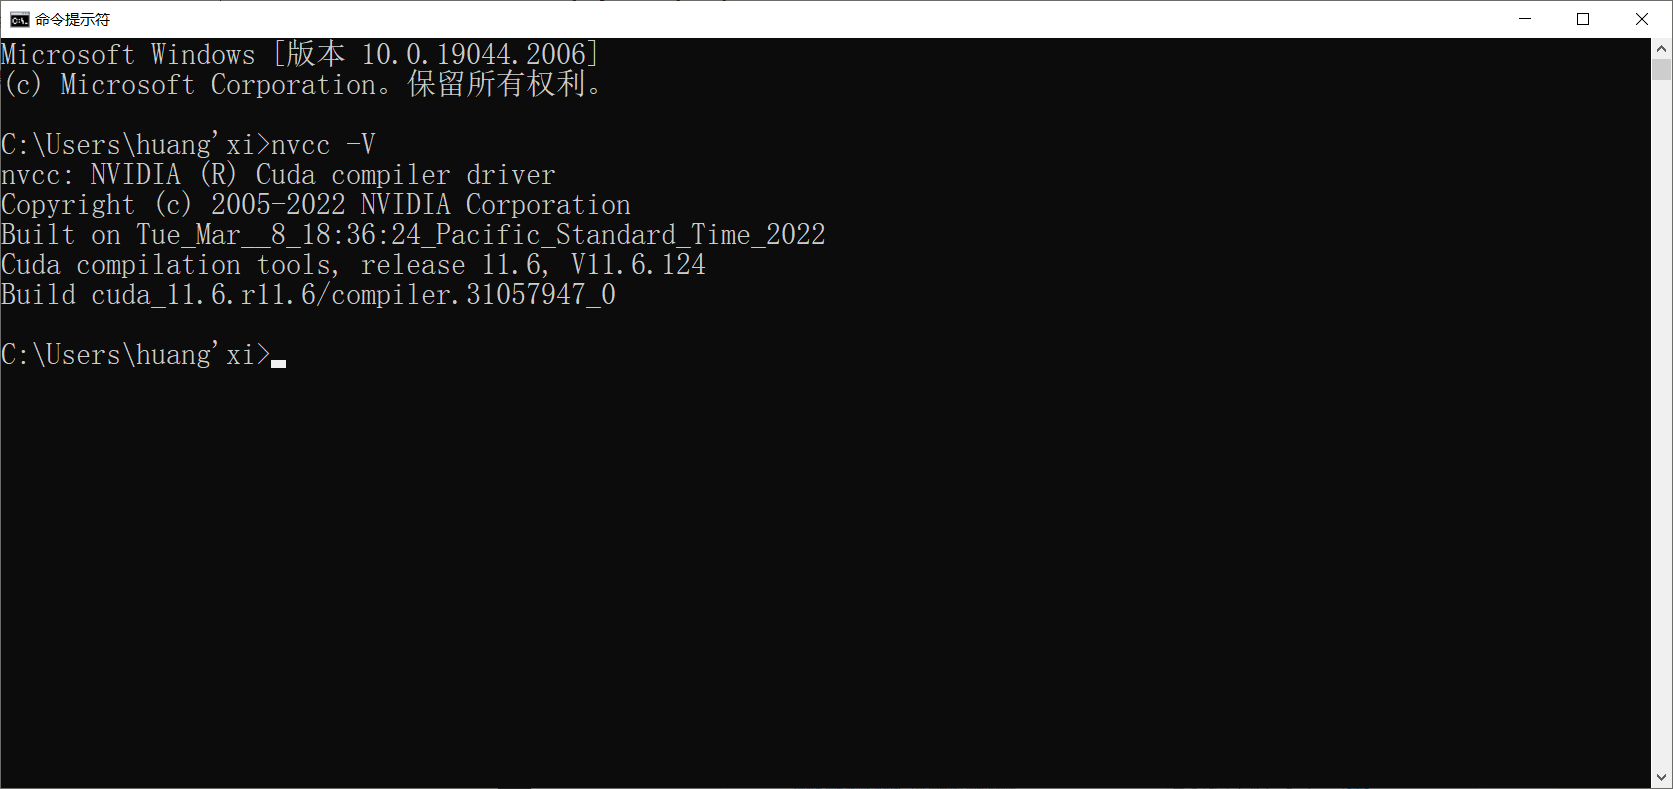 命令提示符
Microsoft Windows [版本 10.0.19044.2006]
(c) Microsoft Corporation。保留所有权利。
C:\Users\huang'xi>nvcc -V
nvcc: NVIDIA (R) Cuda compiler driver
Copyright (c) 2005-2022 NVIDIA Corporation
Built on Tue_Mar__8_18:36:24_Pacific_Standard_Time_2022
Cuda compilation tools, release 11.6, V11.6.124
Build cuda_11.6.r11.6/compiler.31057947_0
C:\Users\huang'xi>